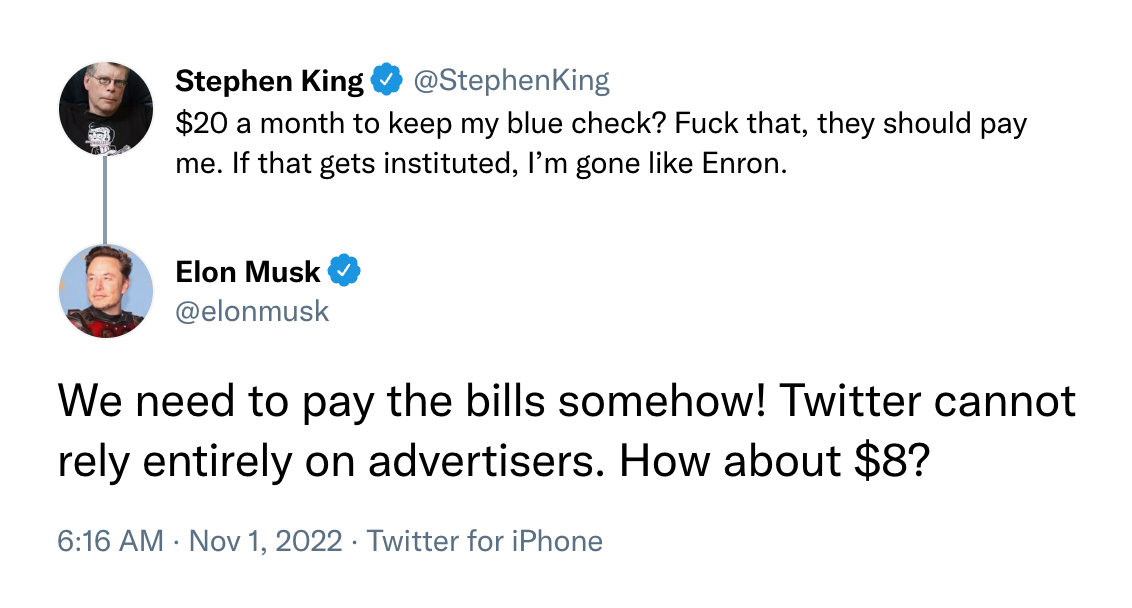 Stephen King @StephenKing
$20 a month to keep my blue check? Fuck that, they should pay
me. If that gets instituted, I’m gone like Enron.
Elon Musk
@elonmusk
We need to pay the bills somehow! Twitter cannot
rely entirely on advertisers. How about $8?
6:16 AM · Nov 1, 2022 · Twitter for iPhone